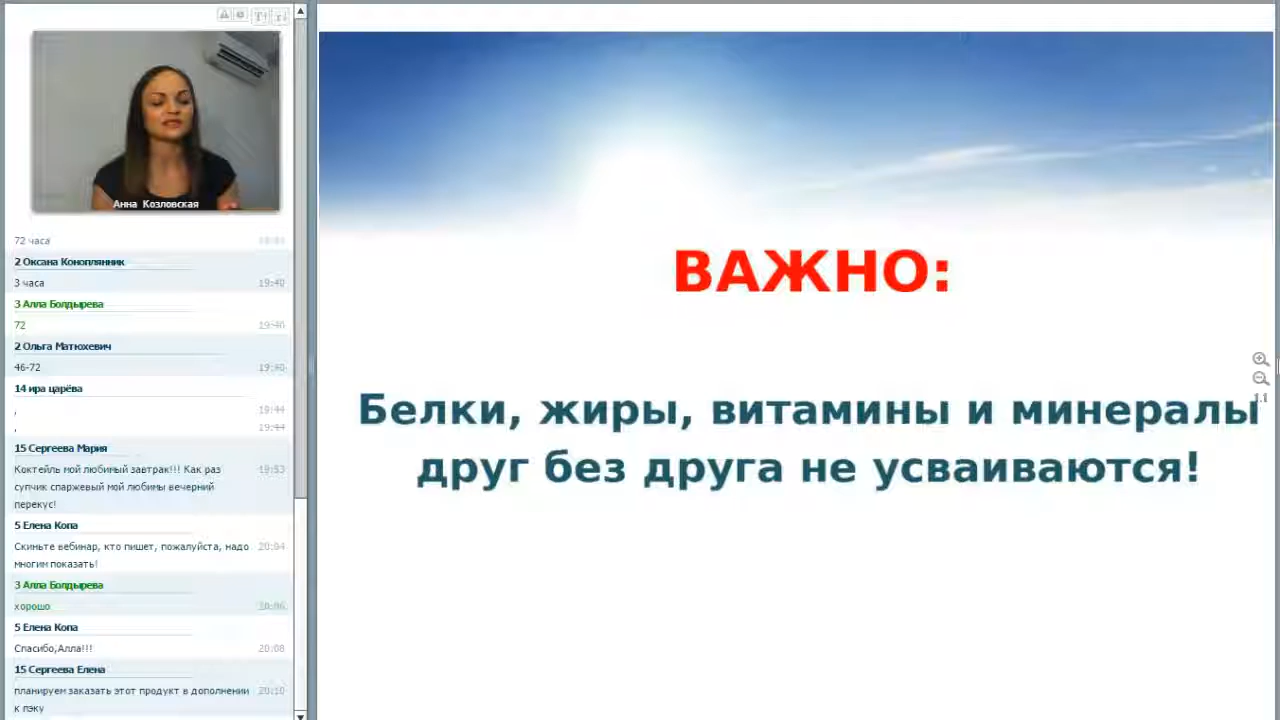 Анна Козловская
72 часа
2 Оксана Коноплянник
3 часа 19:40
3 Алла Болдырева
72 19:40
2 Ольга Матюхевич
46-72 19:40
14 ира царёва
, 19:44
, 19:44
15 Сергеева Мария
Коктейль мой любимый завтрак!!! Как раз 19:53
супчик спаржевый мой любимы вечерний
перекус!
5 Елена Копа
Скиньте вебинар, кто пишет, пожалуйста, надо 20:04
многим показать!
3 Алла Болдырева
хорошо 20:06
5 Елена Копа
Спасибо,Алла!!! 20:08
15 Сергеева Елена
планируем заказать этот продукт в дополнении 20:10
к пэку
ВАЖНО:
Белки, жиры, витамины и минералы
друг без друга не усваиваются!
1:1